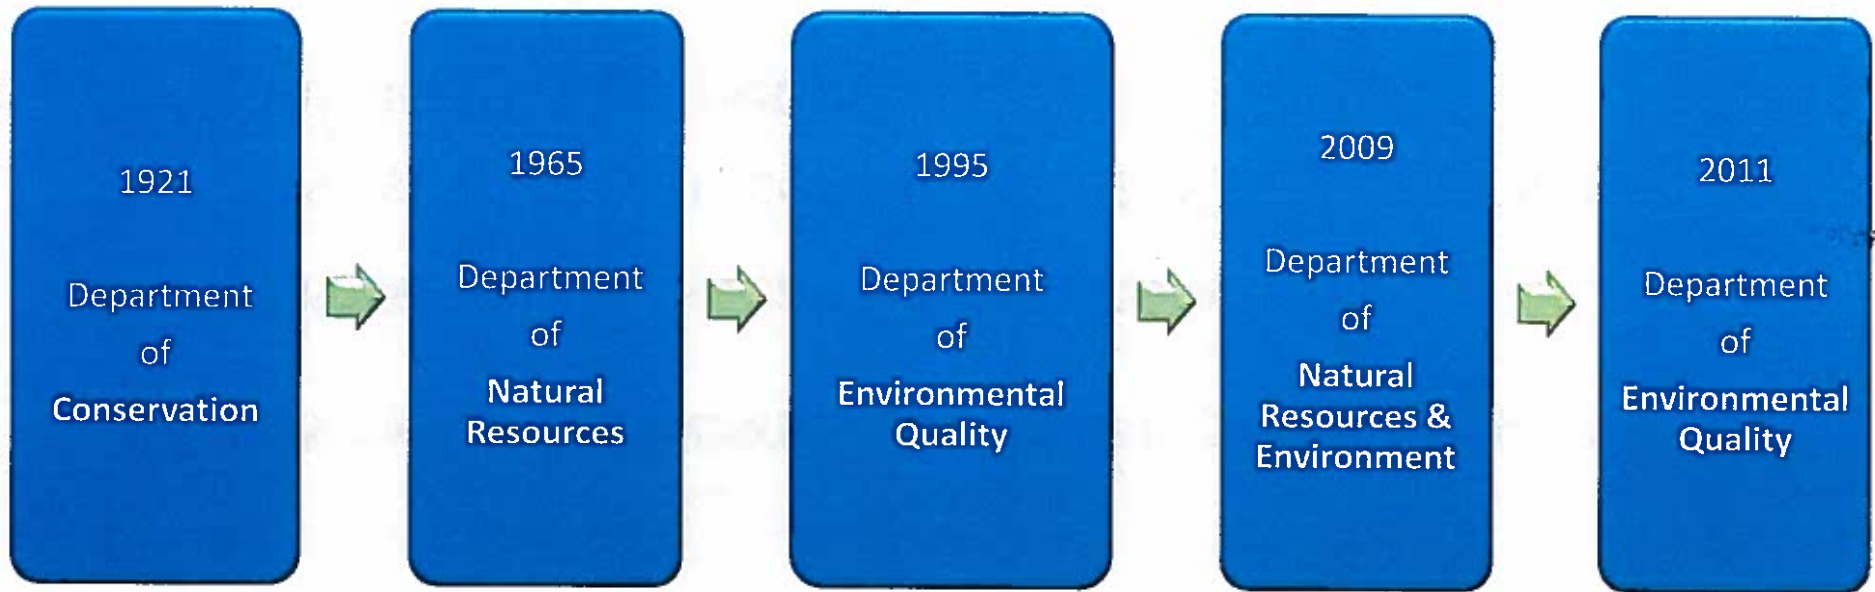 1921
Department
of
Conservation
1965
Department
of
Natural
Resources
1995
Department
of
Environmental
Quality
2009
Department
of
Natural
Resources &
Environment
2011
Department
of
Environmental
Quality